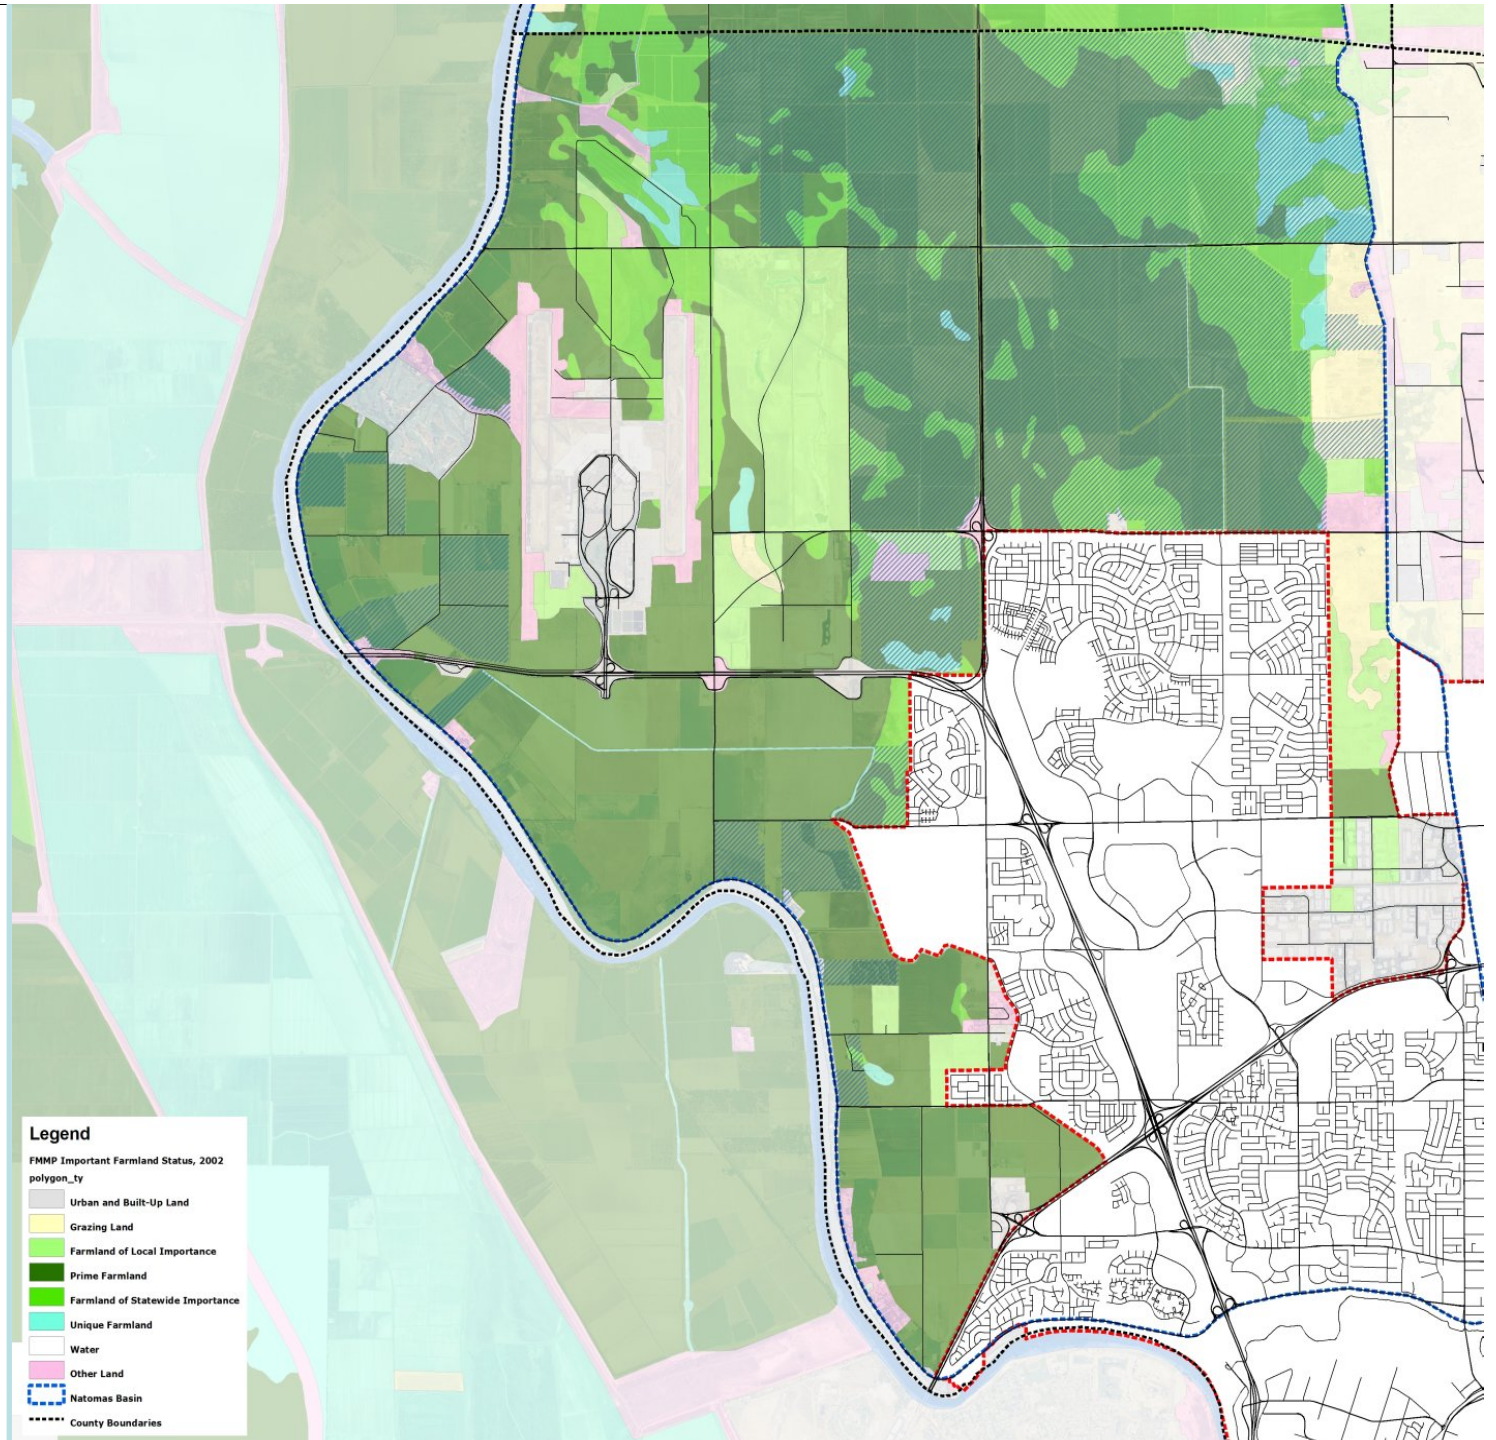 Legend
FMMP Important Farmland Status, 2002
polygon_ty
Urban and Built-Up Land
Grazing Land
Farmland of Local Importance
Prime Farmland
Farmland of Statewide Importance
Unique Farmland
Water
Other Land
Natomas Basin
County Boundaries